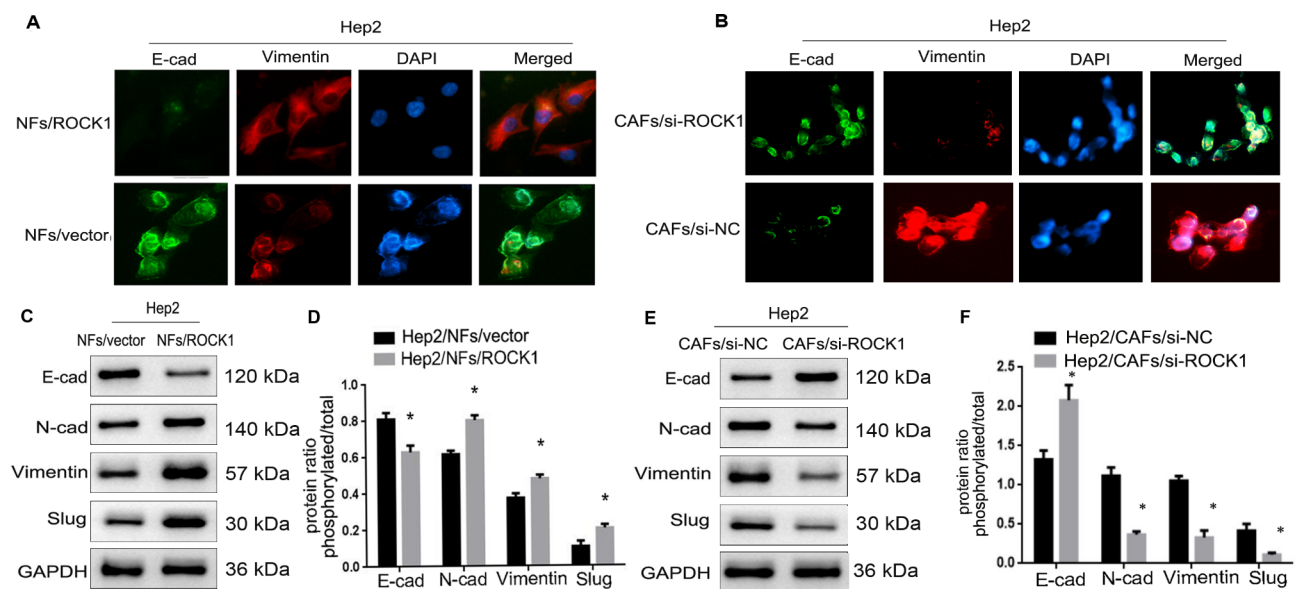 A
Hep2
E-cad Vimentin DAPI Merged
NFs/ROCK1
NFs/vector
B
Hep2
E-cad Vimentin DAPI Merged
CAFs/si-ROCK1
CAFs/si-NC
C
Hep2
NFs/vector NFs/ROCK1
E-cad 120 kDa
N-cad 140 kDa
Vimentin 57 kDa
Slug 30 kDa
GAPDH 36 kDa
D
Hep2/NFs/vector
Hep2/NFs/ROCK1
protein ratio
phosphorylated/total
1.0
0.8
0.6
0.4
0.2
0.0
* * * *
E-cad N-cad Vimentin Slug
E
Hep2
CAFs/si-NC CAFs/si-ROCK1
E-cad 120 kDa
N-cad 140 kDa
Vimentin 57 kDa
Slug 30 kDa
GAPDH 36 kDa
F
Hep2/CAFs/si-NC
Hep2/CAFs/si-ROCK1
protein ratio
phosphorylated/total
2.5
2.0
1.5
1.0
0.5
0.0
* * * *
E-cad N-cad Vimentin Slug